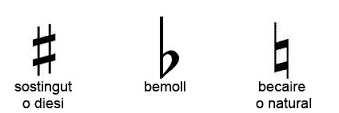 sostingut
o diesi
bemoll
becaire
o natural